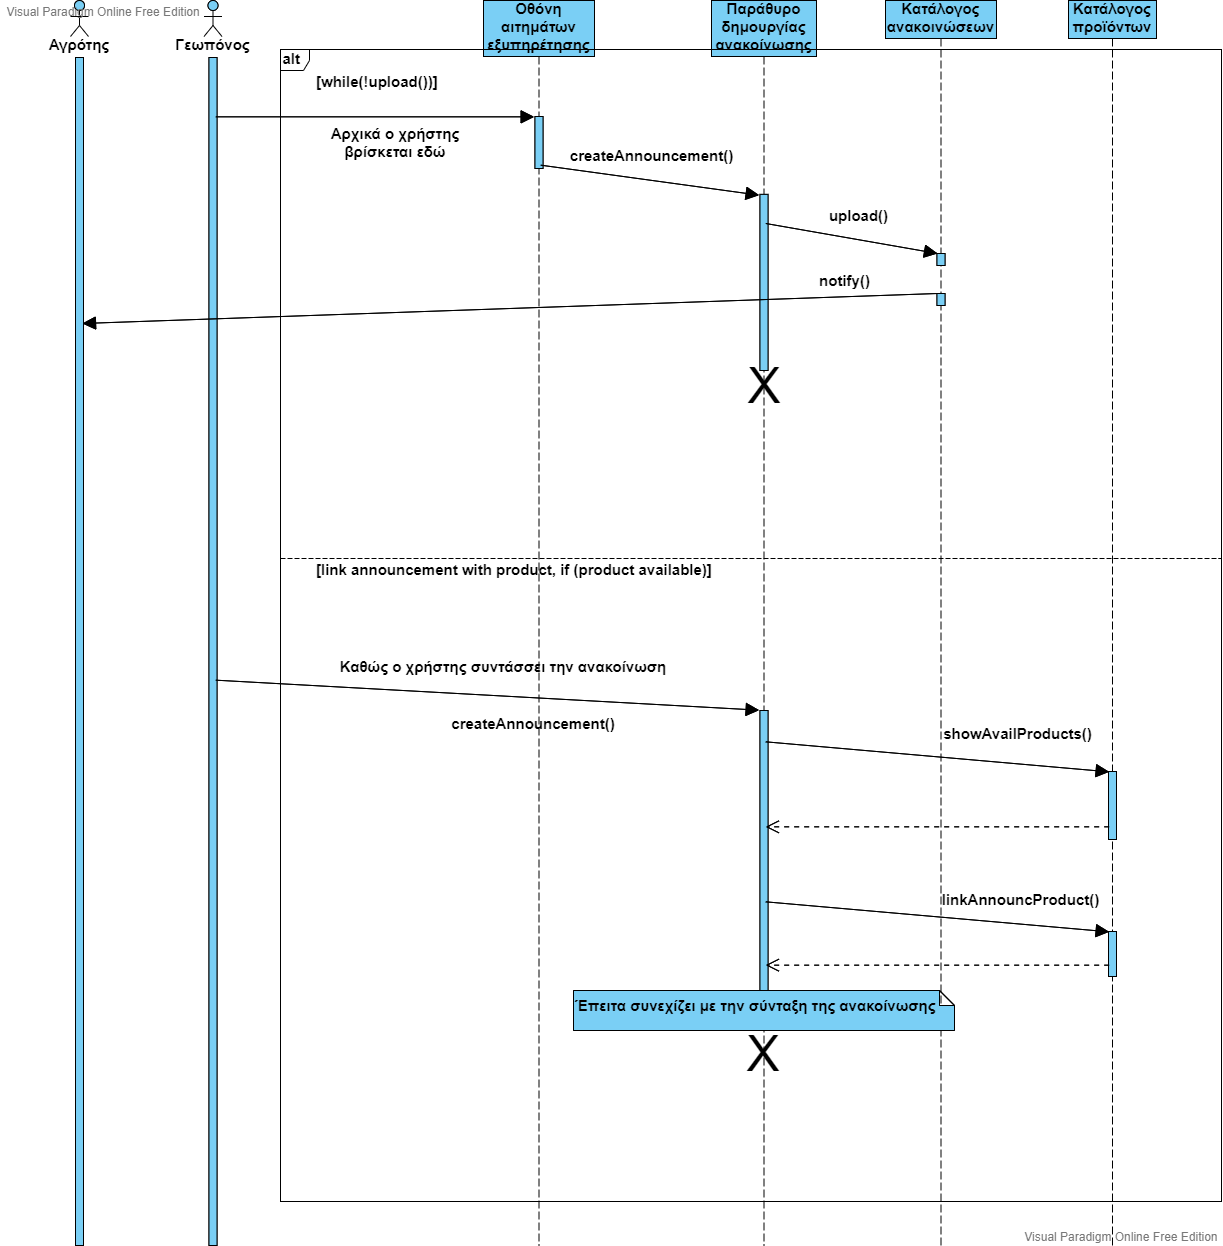 Visual Paradigm Online Free Edition
Αγρότης
Γεωπόνος
Οθόνη
αιτημάτων
εξυπηρέτησης
Παράθυρο
δημουργίας
ανακοίνωσης
Κατάλογος
ανακοινώσεων
Κατάλογος
προϊόντων
alt
[while(!upload())]
Αρχικά ο χρήστης
βρίσκεται εδώ
createAnnouncement()
upload()
notify()
X
[link announcement with product, if (product available)]
Καθώς ο χρήστης συντάσσει την ανακοίνωση
createAnnouncement()
showAvailProducts()
linkAnnouncProduct()
Έπειτα συνεχίζει με την σύνταξη της ανακοίνωσης
X
Visual Paradigm Online Free Edition